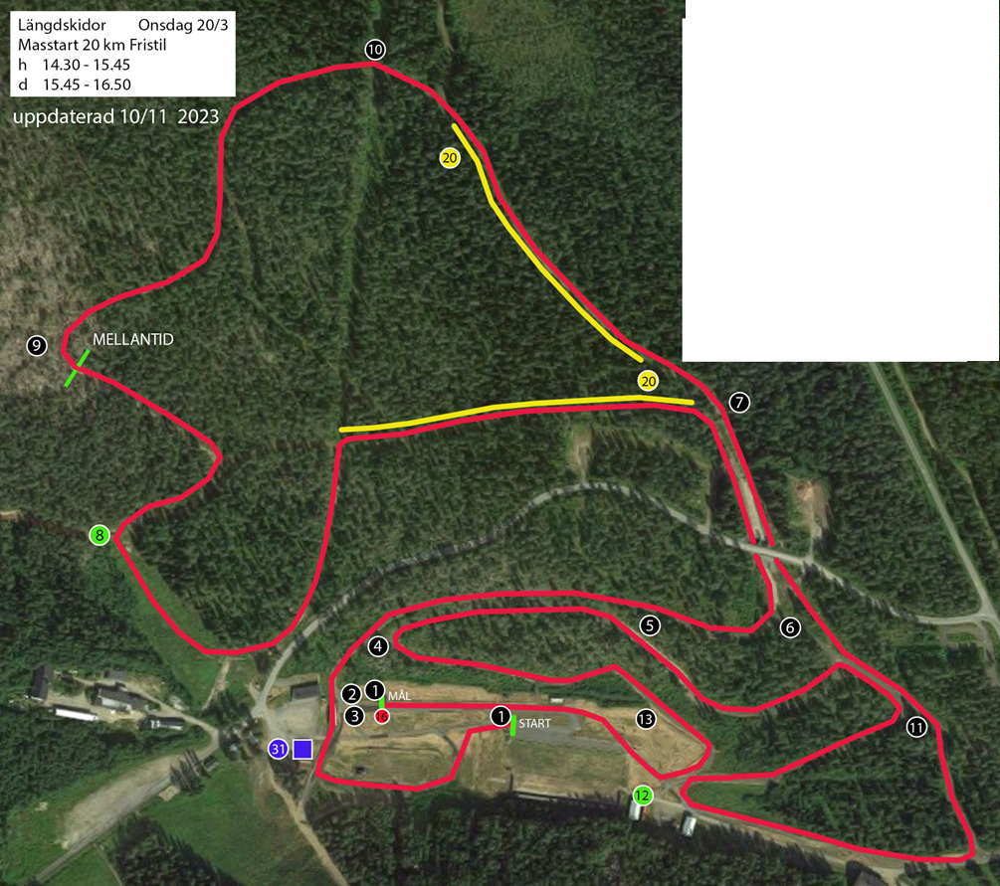 Längdskidor Onsdag 20/3
Masstart 20 km Fristil
h 14.30 - 15.45
d 15.45 - 16.50
uppdaterad 10/11 2023
10
20
9
MELLANTID
20
7
8
5
6
4
2
1
MÅL
3
16
1
START
13
11
31
12